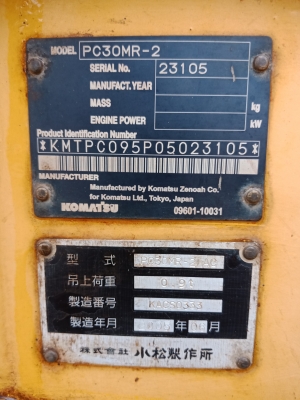 MODEL PC30MR-2
SERIAL No. 23105
MANUFACT.YEAR
MASS kg
ENGINE POWER kW
Product Identification Number
*KMTPC095P05023105*
MANUFACTURER
Manufactured by Komatsu Zenoah Co.
for Komatsu Ltd., Tokyo, Japan
KOMATSU 09601-10031
型式
吊上荷重
製造番号
製造年月 年 月
株式会社 小松製作所